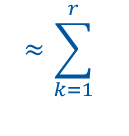 ≈ ∑_{k=1}^{r}